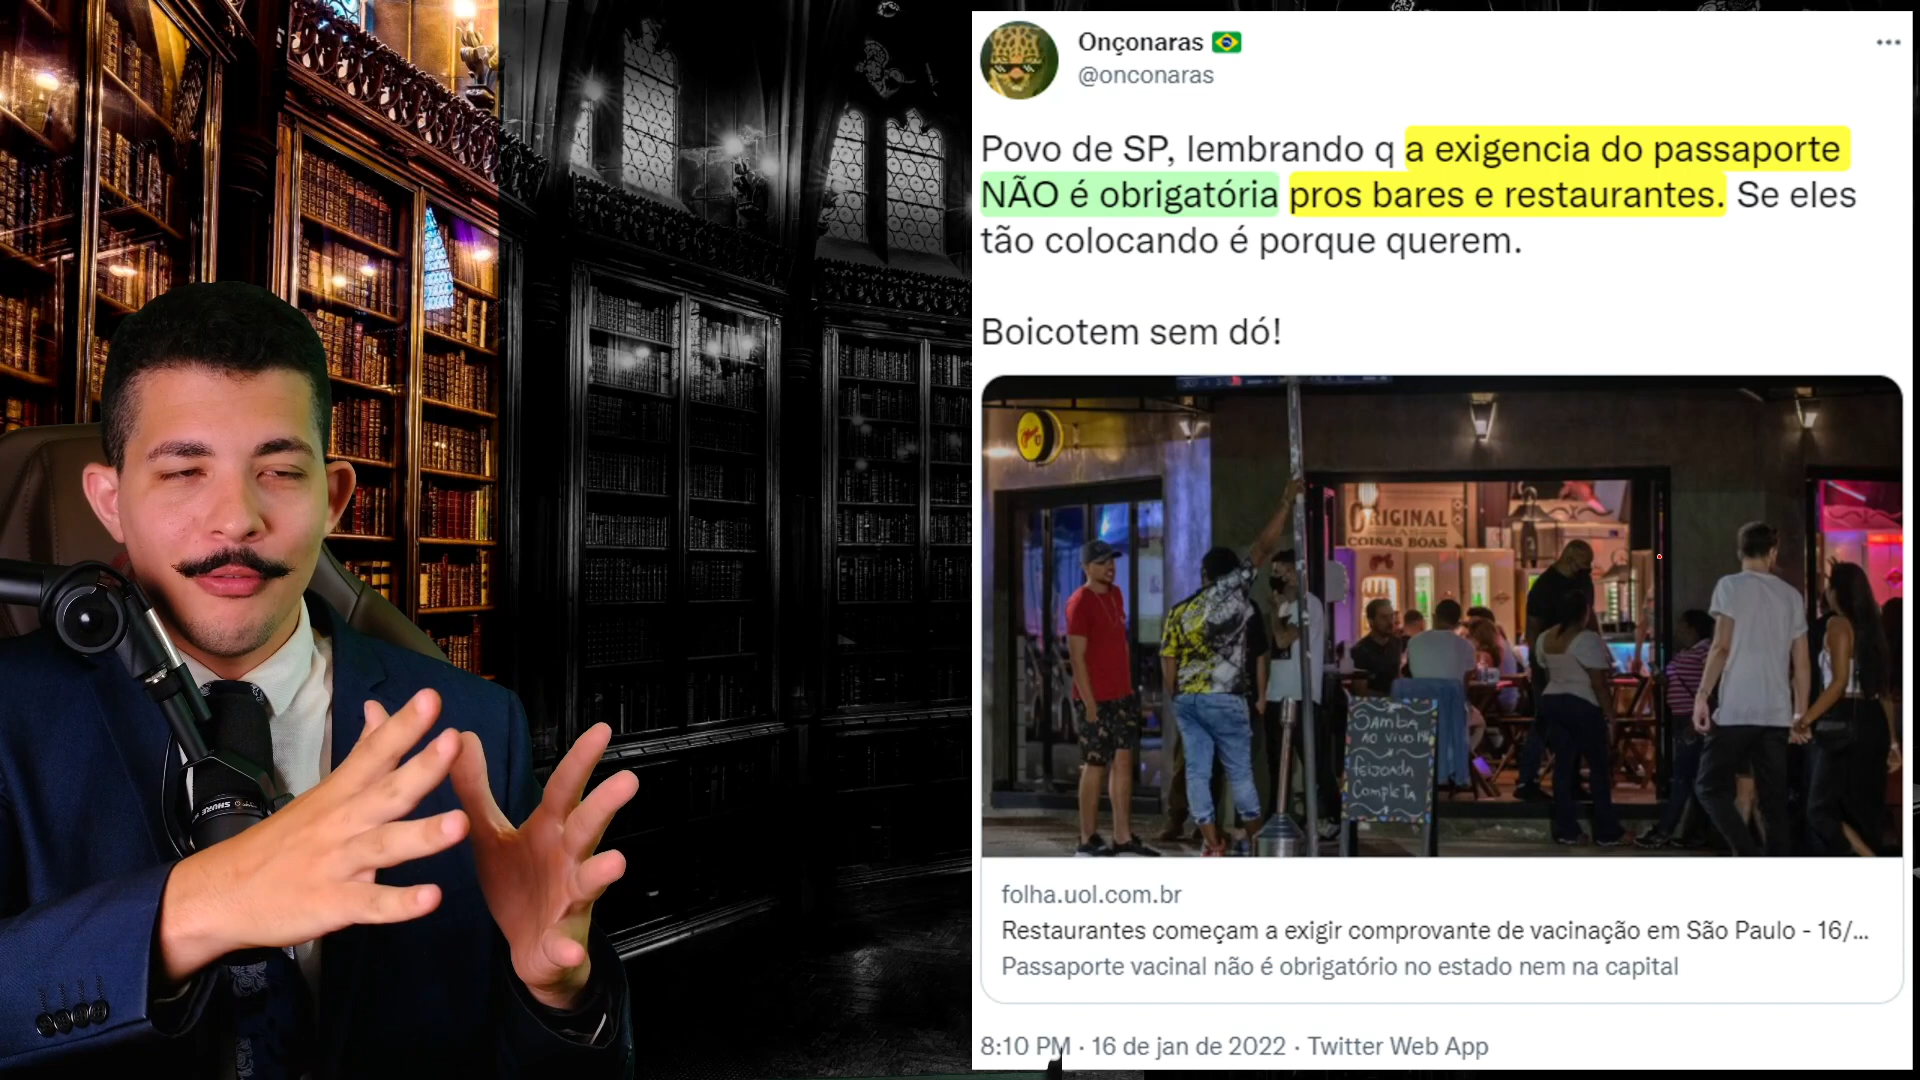 Onçonaras
@onconaras
Povo de SP, lembrando q a exigencia do passaporte
NÃO é obrigatória pros bares e restaurantes. Se eles
tão colocando é porque querem.
Boicotem sem dó!
ORIGINAL
COISAS BOAS
SAMBA
AO VIVO
feijoada
Completa
folha.uol.com.br
Restaurantes começam a exigir comprovante de vacinação em São Paulo - 16/...
Passaporte vacinal não é obrigatório no estado nem na capital
8:10 PM · 16 de jan de 2022 · Twitter Web App
SHURE